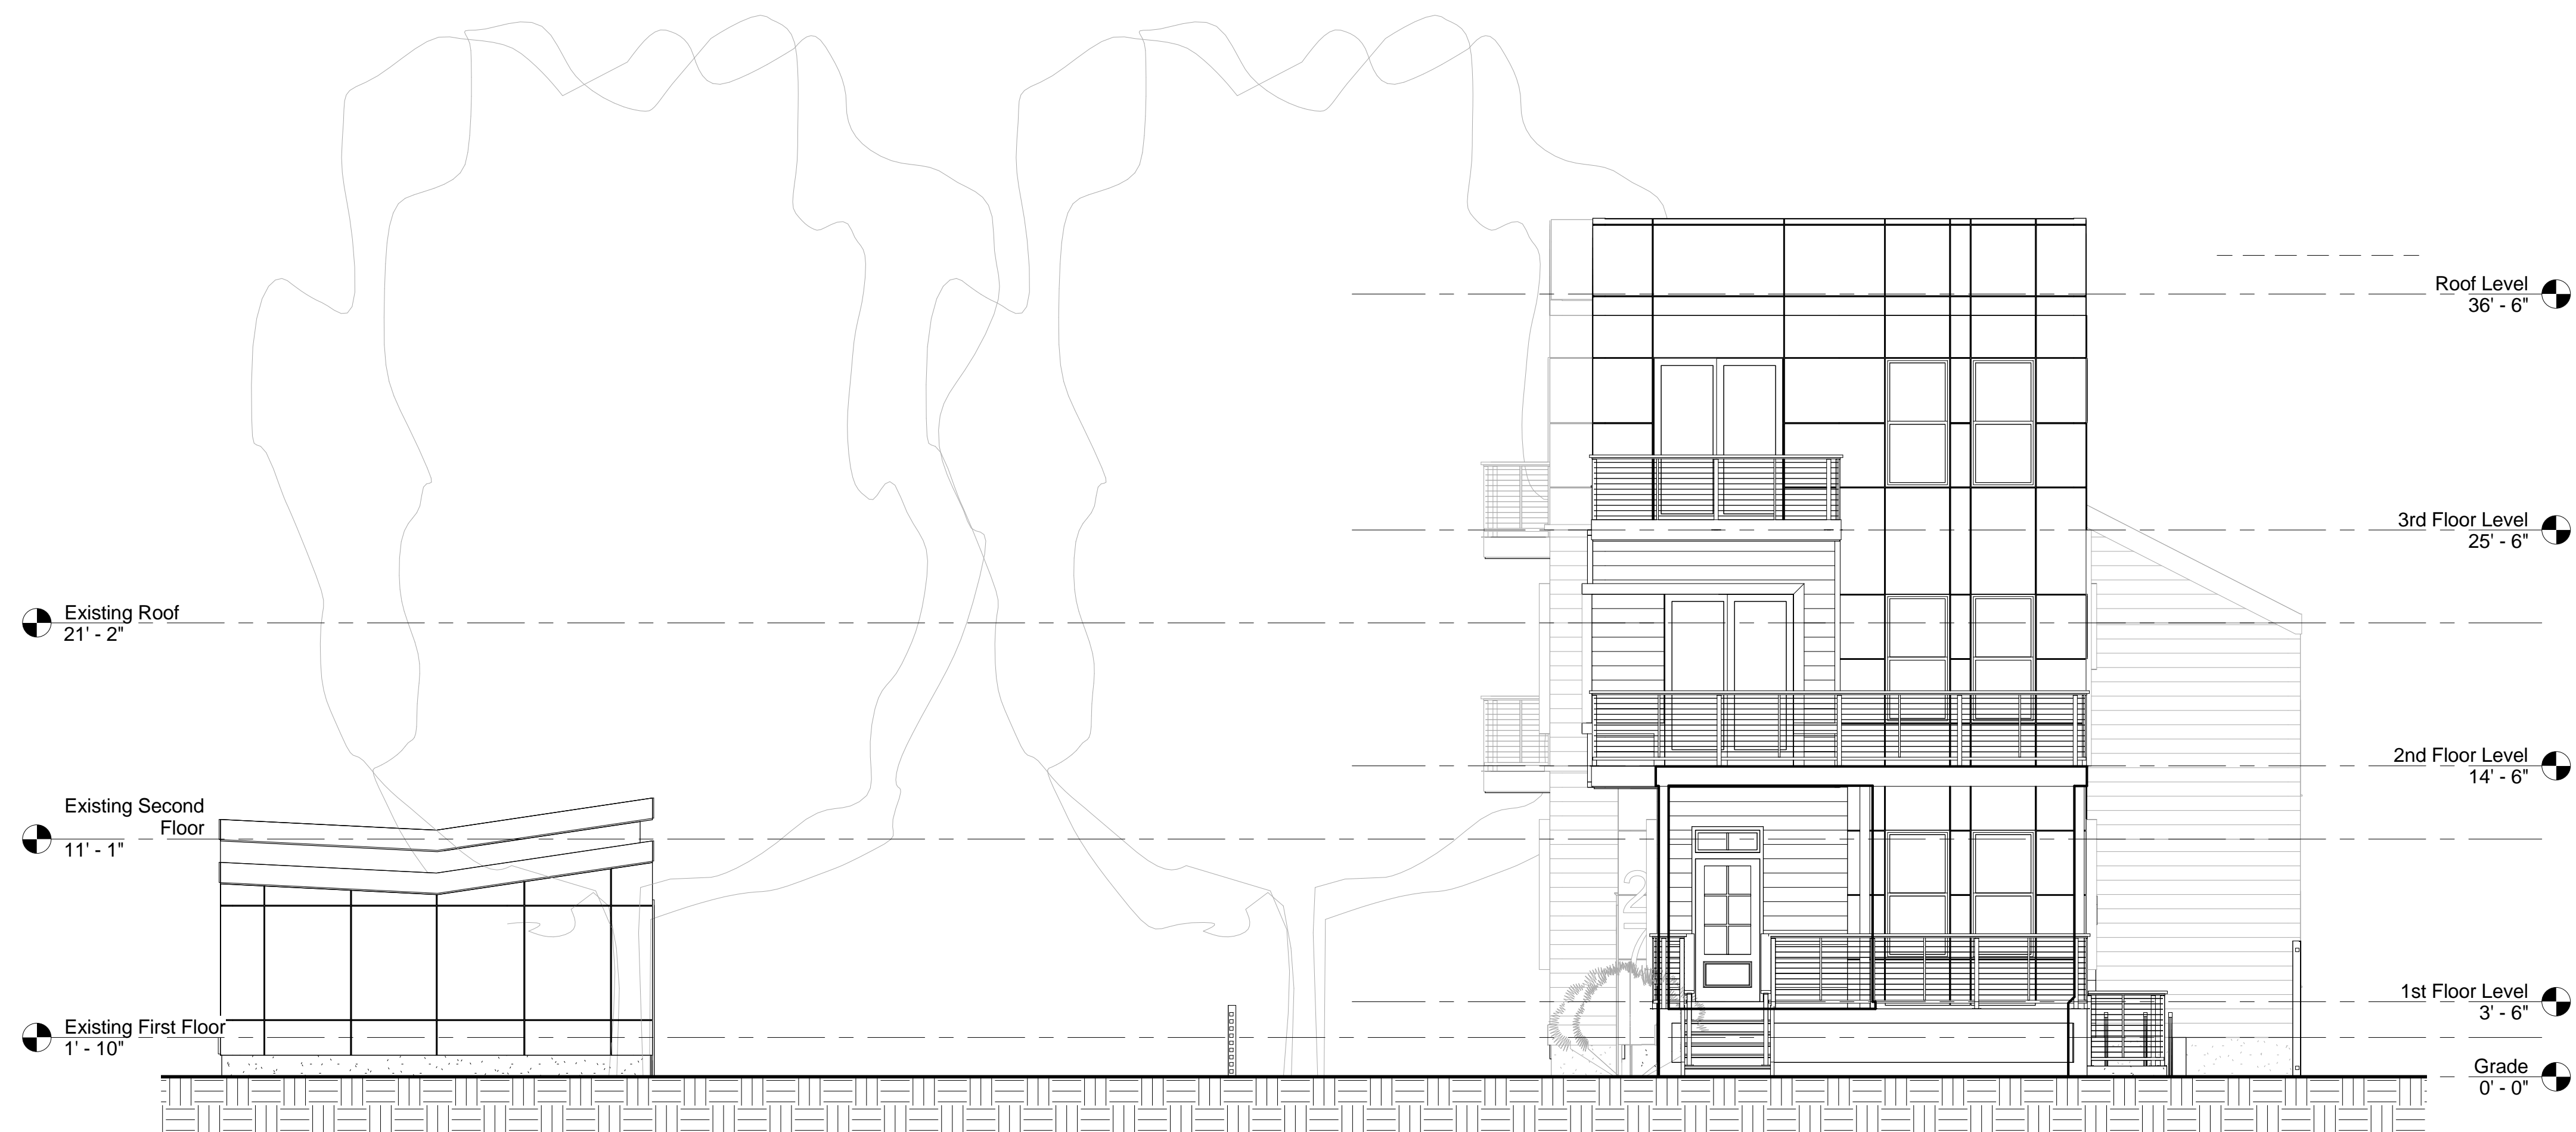 Roof Level
36' - 6"
3rd Floor Level
25' - 6"
Existing Roof
21' - 2"
2nd Floor Level
14' - 6"
Existing Second
Floor
11' - 1"
27
1st Floor Level
3' - 6"
Existing First Floor
1' - 10"
Grade
0' - 0"